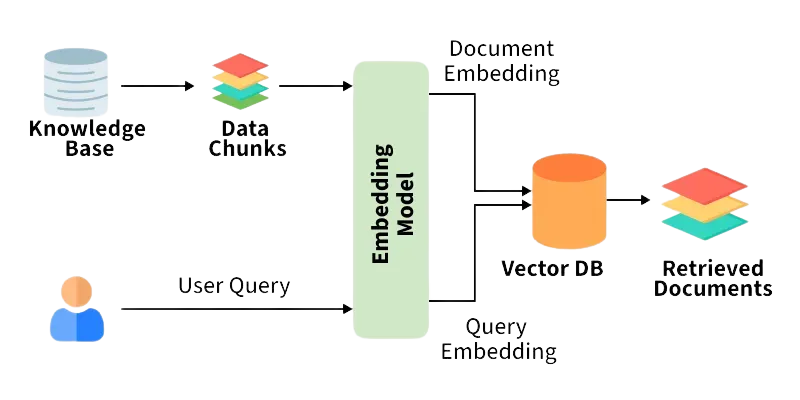 Document
Embedding
Knowledge
Base
Data
Chunks
Embedding
Model
Vector DB
Retrieved
Documents
User Query
Query
Embedding